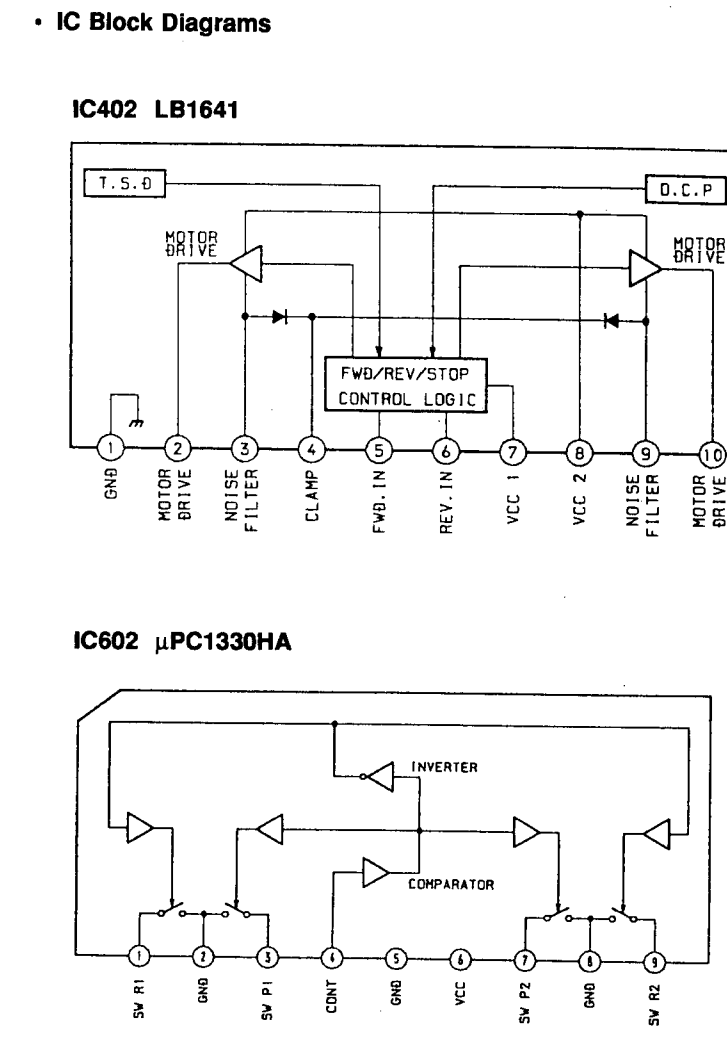 • IC Block Diagrams
IC402 LB1641
T.S.D
O.C.P
MOTOR
DRIVE
MOTOR
DRIVE
FWD/REV/STOP
CONTROL LOGIC
1 2 3 4 5 6 7 8 9 10
GND
MOTOR
DRIVE
NOISE
FILTER
CLAMP
FWD.IN
REV.IN
VCC 1
VCC 2
NOISE
FILTER
MOTOR
DRIVE
IC602 μPC1330HA
INVERTER
COMPARATOR
1 2 3 4 5 6 7 8 9
SW R1
GND
SW P1
CONT
GND
VCC
SW P2
GND
SW R2